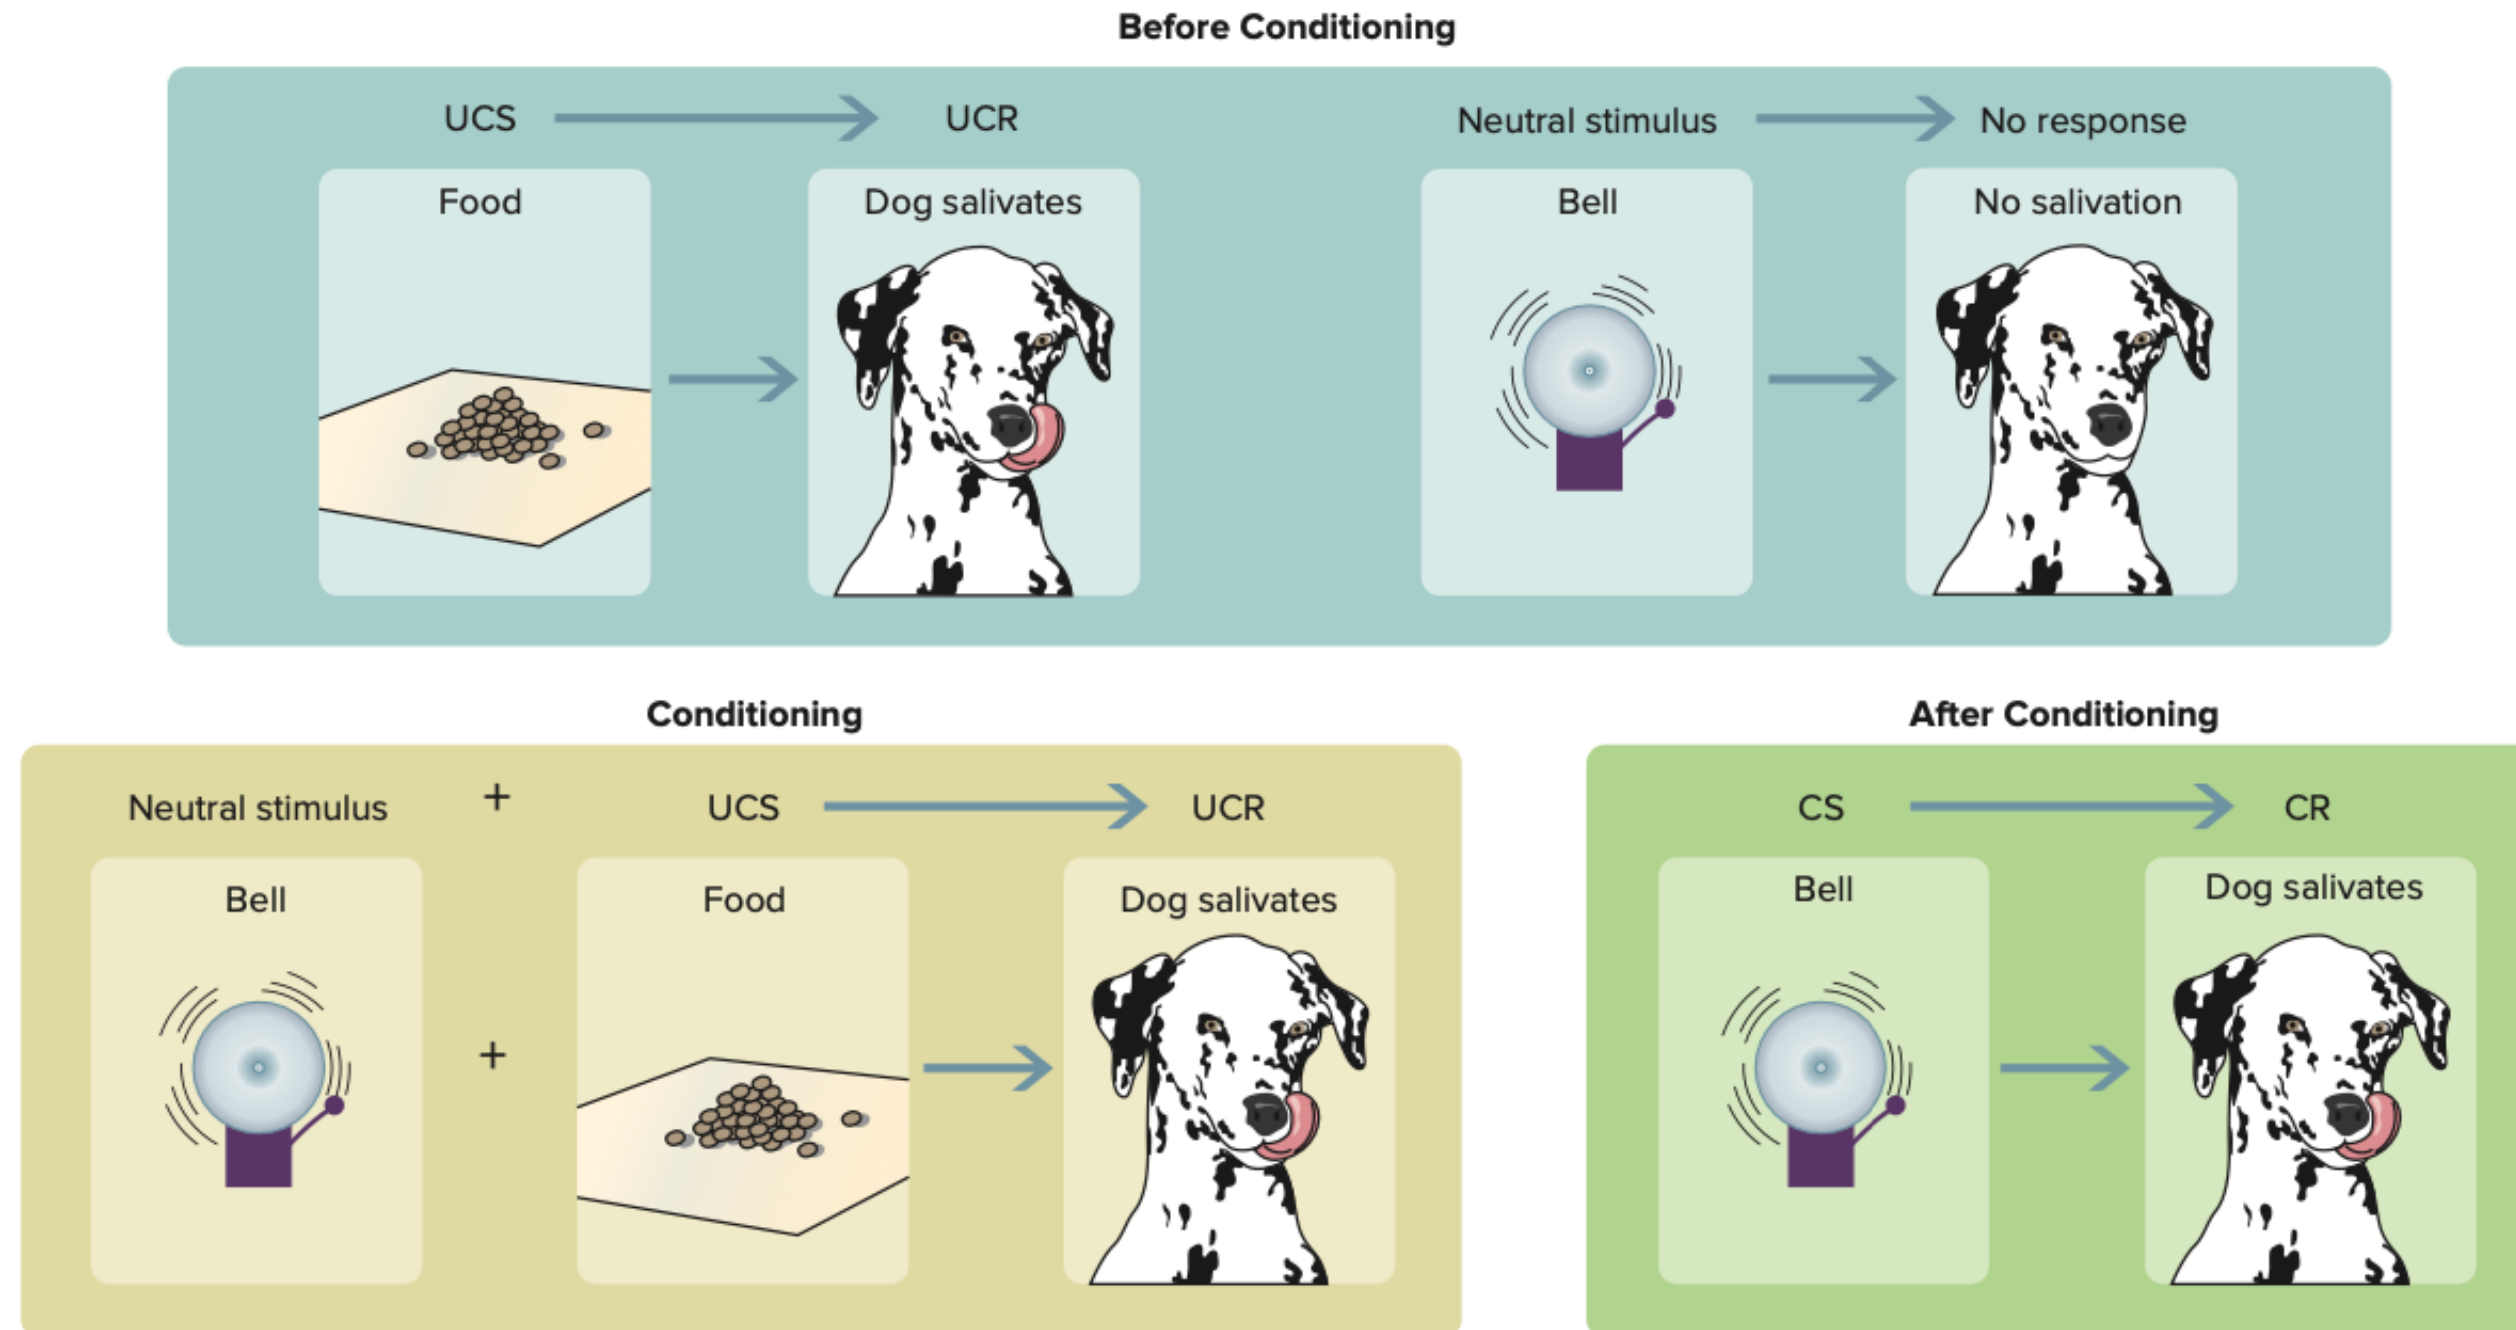 Before Conditioning
UCS UCR
Food
Dog salivates
Neutral stimulus No response
Bell
No salivation
Conditioning
Neutral stimulus + UCS UCR
Bell
+
Food
Dog salivates
After Conditioning
CS CR
Bell
Dog salivates